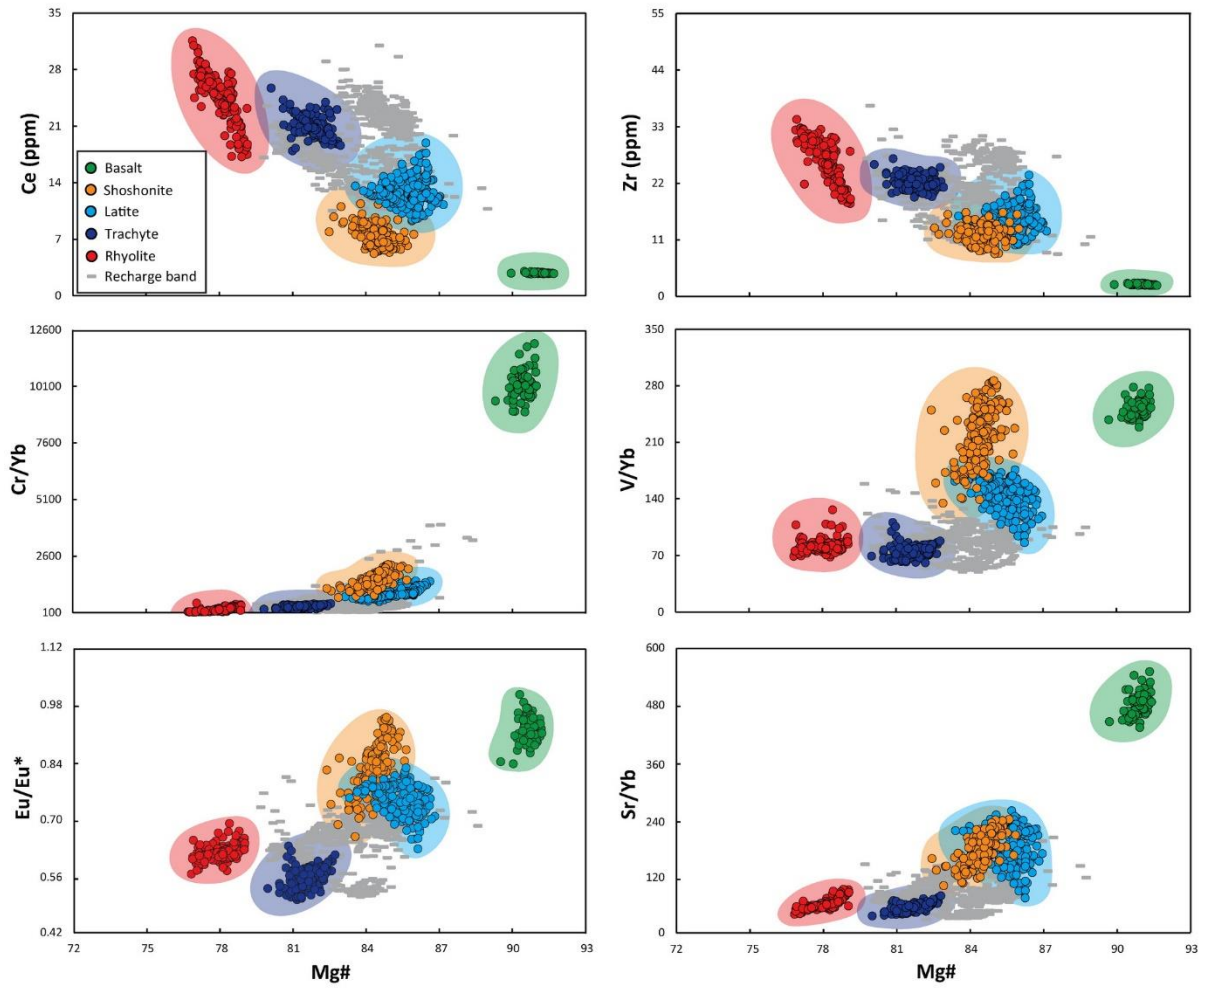 35
28
21
14
7
0
Ce (ppm)
Basalt
Shoshonite
Latite
Trachyte
Rhyolite
Recharge band
55
44
33
22
11
0
Zr (ppm)
12600
10100
7600
5100
2600
100
Cr/Yb
350
280
210
140
70
0
V/Yb
1.12
0.98
0.84
0.70
0.56
0.42
Eu/Eu*
72 75 78 81 84 87 90 93
Mg#
600
480
360
240
120
0
Sr/Yb
72 75 78 81 84 87 90 93
Mg#